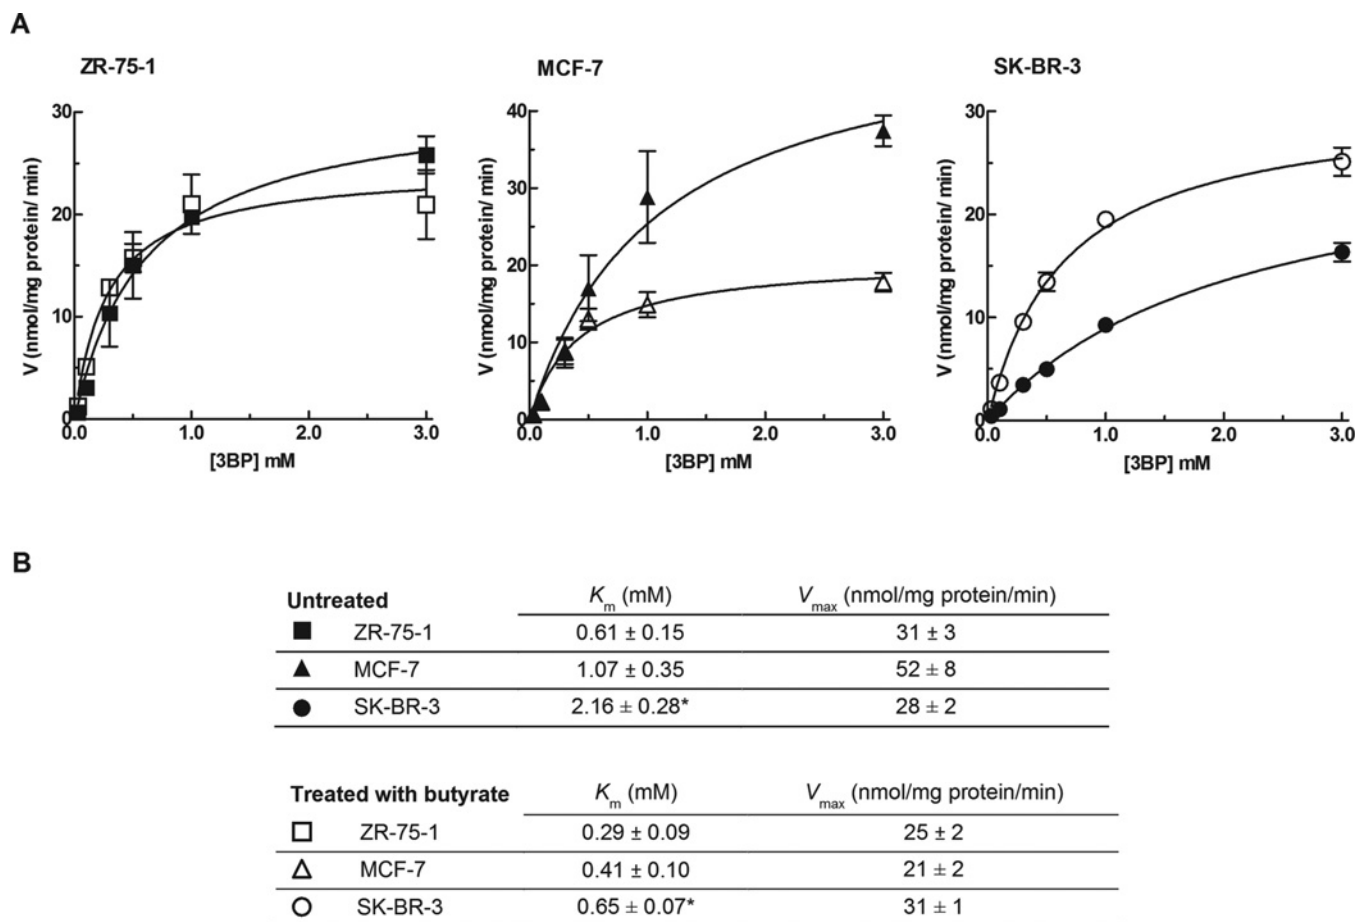 A
ZR-75-1
MCF-7
SK-BR-3
30
20
10
0
V (nmol/mg protein/ min)
0.0 1.0 2.0 3.0
[3BP] mM
40
30
20
10
0
V (nmol/mg protein/ min)
0.0 1.0 2.0 3.0
[3BP] mM
30
20
10
0
V (nmol/mg protein/ min)
0.0 1.0 2.0 3.0
[3BP] mM
B
Untreated Km (mM) Vmax (nmol/mg protein/min)
ZR-75-1 0.61 ± 0.15 31 ± 3
MCF-7 1.07 ± 0.35 52 ± 8
SK-BR-3 2.16 ± 0.28* 28 ± 2
Treated with butyrate Km (mM) Vmax (nmol/mg protein/min)
ZR-75-1 0.29 ± 0.09 25 ± 2
MCF-7 0.41 ± 0.10 21 ± 2
SK-BR-3 0.65 ± 0.07* 31 ± 1